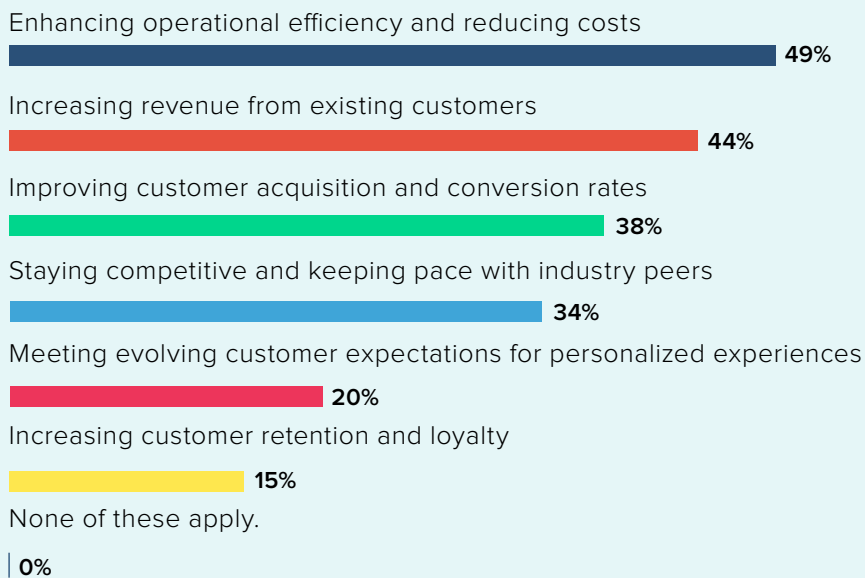 Enhancing operational efficiency and reducing costs
49%
Increasing revenue from existing customers
44%
Improving customer acquisition and conversion rates
38%
Staying competitive and keeping pace with industry peers
34%
Meeting evolving customer expectations for personalized experiences
20%
Increasing customer retention and loyalty
15%
None of these apply.
0%